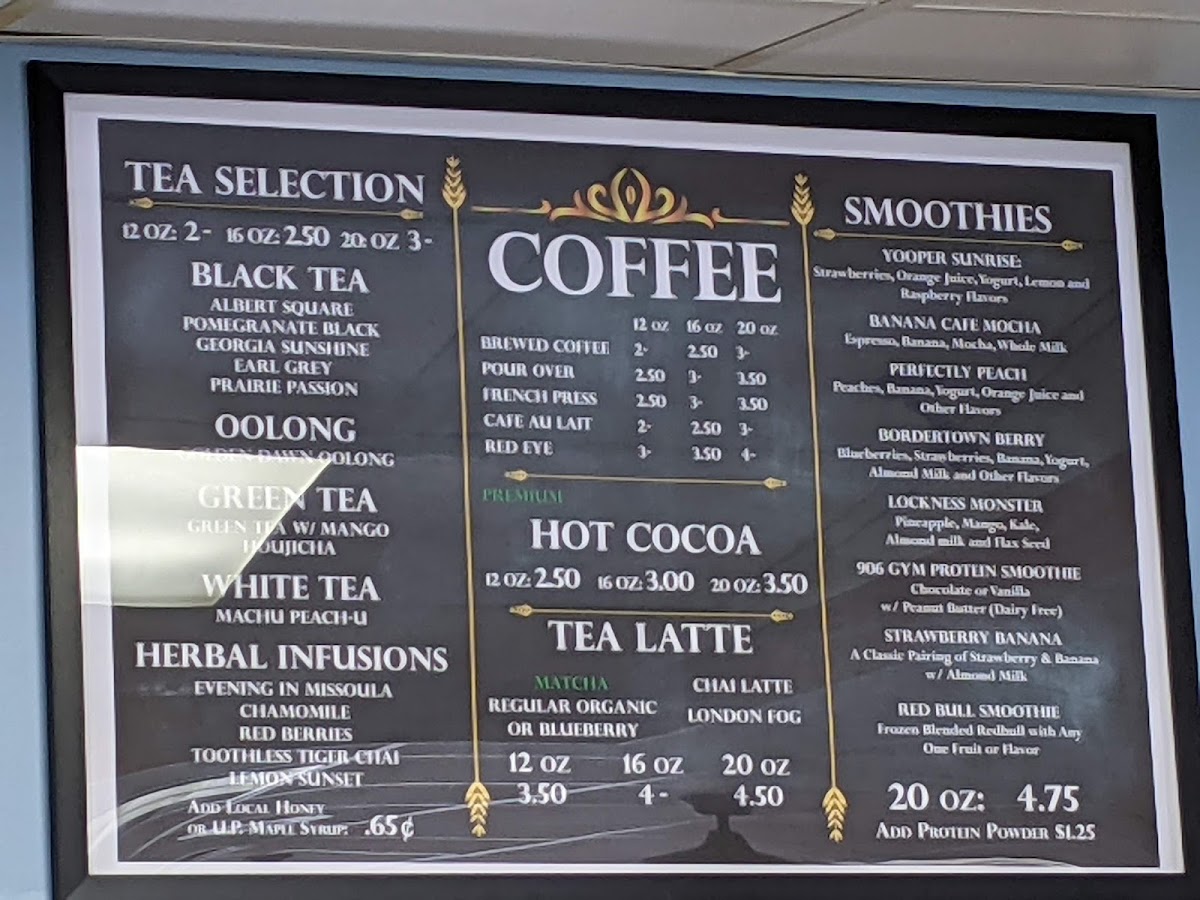 TEA SELECTION
12 OZ: 2- 16 OZ: 2.50 20: OZ 3-
BLACK TEA
ALBERT SQUARE
POMEGRANATE BLACK
GEORGIA SUNSHINE
EARL GREY
PRAIRIE PASSION
OOLONG
GOLDEN DAWN OOLONG
GREEN TEA
GREEN TEA W/ MANGO
HOUJICHA
WHITE TEA
MACHU PEACH-U
HERBAL INFUSIONS
EVENING IN MISSOULA
CHAMOMILE
RED BERRIES
TOOTHLESS TIGER CHAI
LEMON SUNSET
ADD LOCAL HONEY
OR U.P. MAPLE SYRUP: .65¢
COFFEE
12 OZ 16 OZ 20 OZ
BREWED COFFEE 2- 2.50 3-
POUR OVER 2.50 3- 3.50
FRENCH PRESS 2.50 3- 3.50
CAFE AU LAIT 2- 2.50 3-
RED EYE 3- 3.50 4-
PREMIUM
HOT COCOA
12 OZ: 2.50 16 OZ: 3.00 20 OZ: 3.50
TEA LATTE
MATCHA
REGULAR ORGANIC
OR BLUEBERRY
CHAI LATTE
LONDON FOG
12 OZ 16 OZ 20 OZ
3.50 4- 4.50
SMOOTHIES
YOOPER SUNRISE:
Strawberries, Orange Juice, Yogurt, Lemon and
Raspberry Flavors
BANANA CAFE MOCHA
Espresso, Banana, Mocha, Whole Milk
PERFECTLY PEACH
Peaches, Banana, Yogurt, Orange Juice and
Other Flavors
BORDERTOWN BERRY
Blueberries, Strawberries, Banana, Yogurt,
Almond Milk and Other Flavors
LOCKNESS MONSTER
Pineapple, Mango, Kale,
Almond milk and Flax Seed
906 GYM PROTEIN SMOOTHIE
Chocolate or Vanilla
w/ Peanut Butter (Dairy Free)
STRAWBERRY BANANA
A Classic Pairing of Strawberry & Banana
w/ Almond Milk
RED BULL SMOOTHIE
Frozen Blended Redbull with Any
One Fruit or Flavor
20 OZ: 4.75
ADD PROTEIN POWDER $1.25